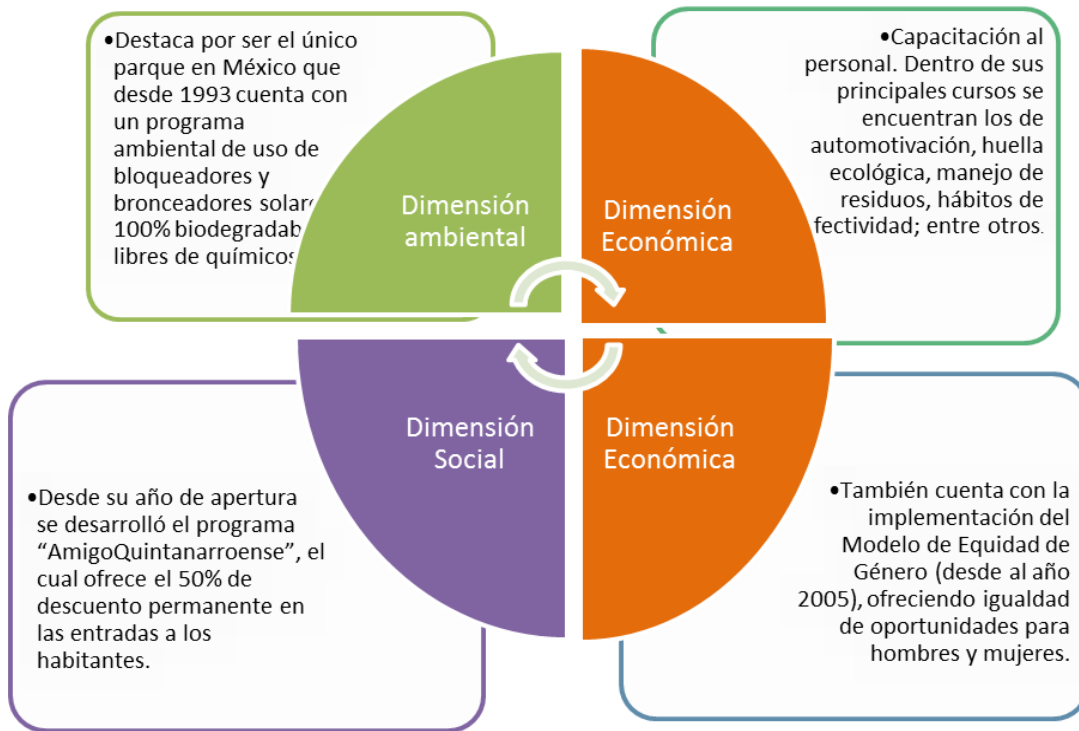 •Destaca por ser el único
parque en México que
desde 1993 cuenta con
un programa
ambiental de uso de
bloqueadores y
bronceadores solar
100% biodegradab
libres de químicos
Dimensión
ambiental
•Capacitación al
personal. Dentro de sus
principales cursos se
encuentran los de
automotivación, huella
ecológica, manejo de
residuos, hábitos de
fectividad; entre otros.
Dimensión
Económica
•Desde su año de apertura
se desarrolló el programa
“AmigoQuintanarroense”, el
cual ofrece el 50% de
descuento permanente en
las entradas a los
habitantes.
Dimensión
Social
•También cuenta con la
implementación del
Modelo de Equidad de
Género (desde al año
2005), ofreciendo igualdad
de oportunidades para
hombres y mujeres.
Dimensión
Económica